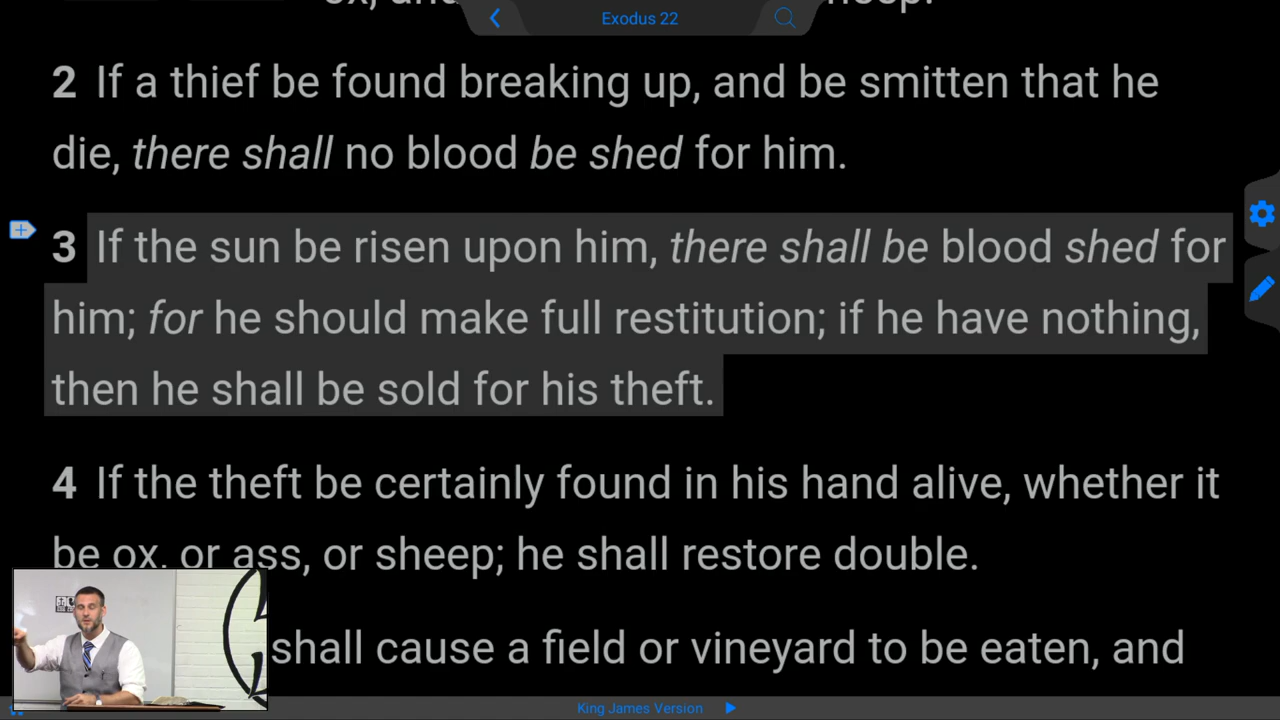 Exodus 22
2 If a thief be found breaking up, and be smitten that he
die, there shall no blood be shed for him.
3 If the sun be risen upon him, there shall be blood shed for
him; for he should make full restitution; if he have nothing,
then he shall be sold for his theft.
4 If the theft be certainly found in his hand alive, whether it
be ox, or ass, or sheep; he shall restore double.
shall cause a field or vineyard to be eaten, and
King James Version